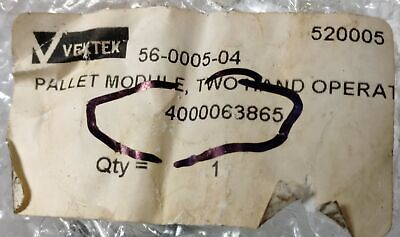 VEKTEK 520005
56-0005-04
PALLET MODULE, TWO HAND OPERAT
4000063865
Qty = 1